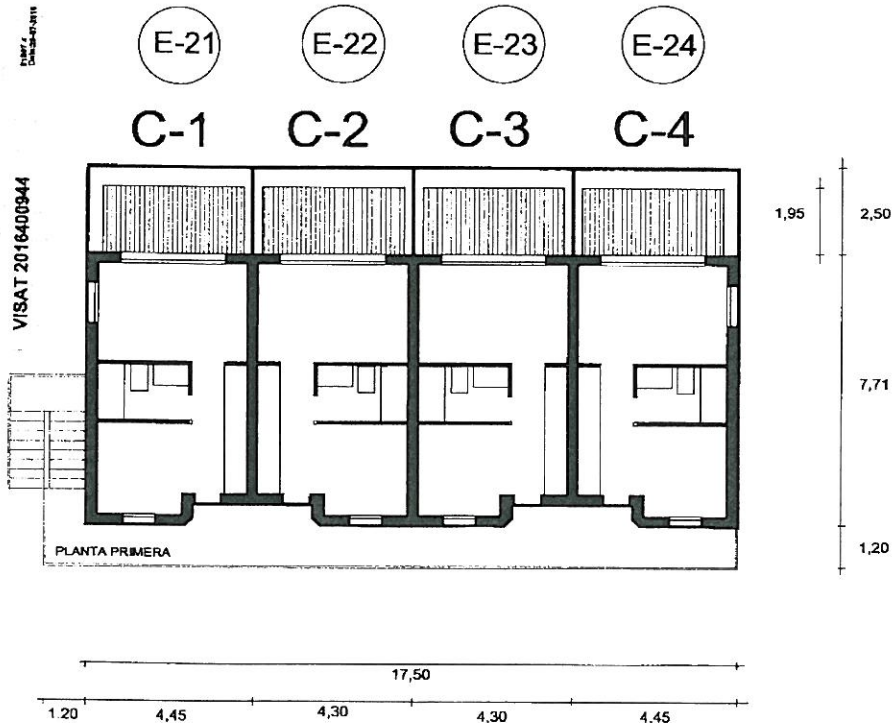 E-21 E-22 E-23 E-24
C-1 C-2 C-3 C-4
VISAT 2016400944
1,95 2,50
7,71
PLANTA PRIMERA
1,20
17,50
1.20 4,45 4,30 4,30 4.45